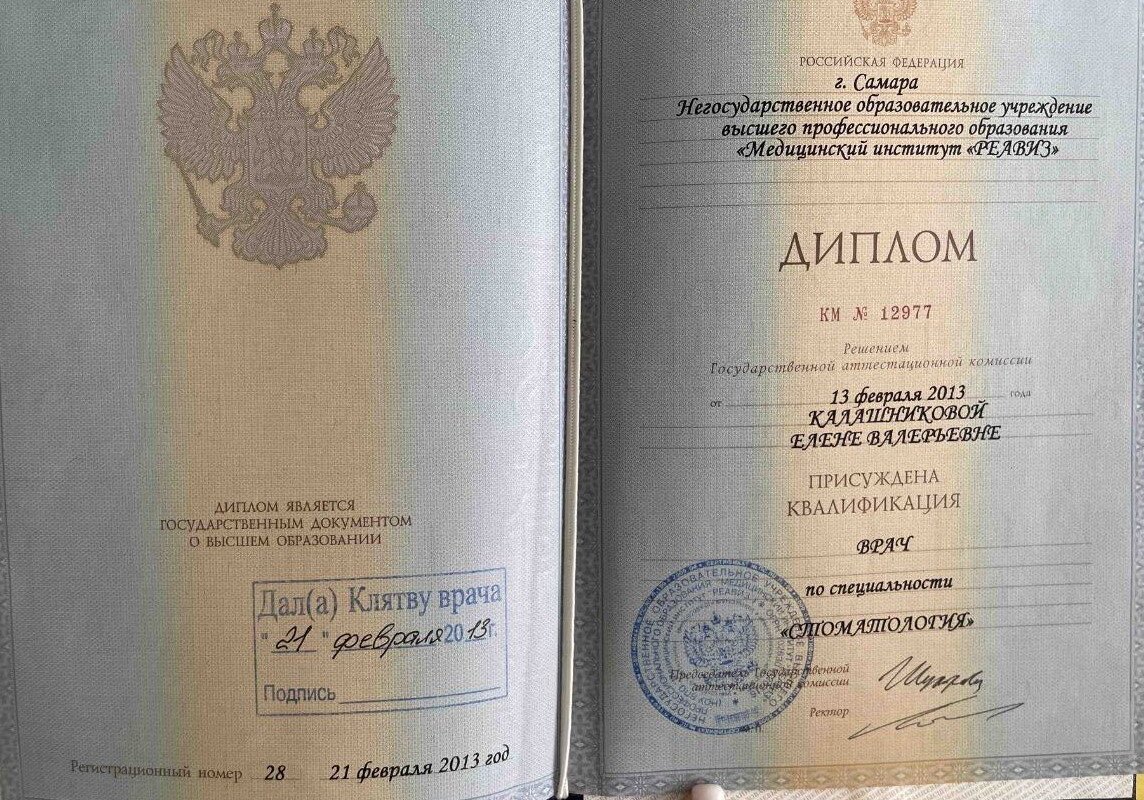 ДИПЛОМ ЯВЛЯЕТСЯ
ГОСУДАРСТВЕННЫМ ДОКУМЕНТОМ
О ВЫСШЕМ ОБРАЗОВАНИИ
Дал(а) Клятву врача
"21" февраля 2013г.
Подпись
Регистрационный номер 28 21 февраля 2013 год
РОССИЙСКАЯ ФЕДЕРАЦИЯ
г. Самара
Негосударственное образовательное учреждение
высшего профессионального образования
«Медицинский институт «РЕАВИЗ»
ДИПЛОМ
КМ № 12977
Решением
Государственной аттестационной комиссии
от 13 февраля 2013 года
КАЛАШНИКОВОЙ
ЕЛЕНЕ ВАЛЕРЬЕВНЕ
ПРИСУЖДЕНА
КВАЛИФИКАЦИЯ
ВРАЧ
по специальности
«СТОМАТОЛОГИЯ»
Председатель Государственной
аттестационной комиссии
Ректор